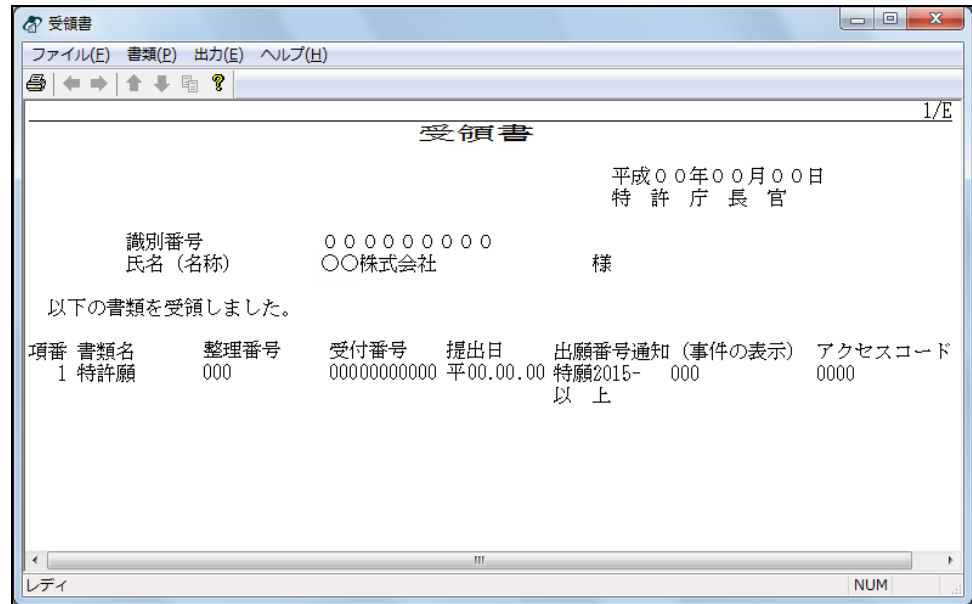 受領書
ファイル(F) 書類(P) 出力(E) ヘルプ(H)
1/E
受領書
平成００年００月００日
特 許 庁 長 官
識別番号 ０００００００００
氏名（名称） ○○株式会社 様
以下の書類を受領しました。
項番 書類名 整理番号 受付番号 提出日 出願番号通知（事件の表示） アクセスコード
1 特許願 000 00000000000 平00.00.00 特願2015- 000 0000
以 上
レディ NUM